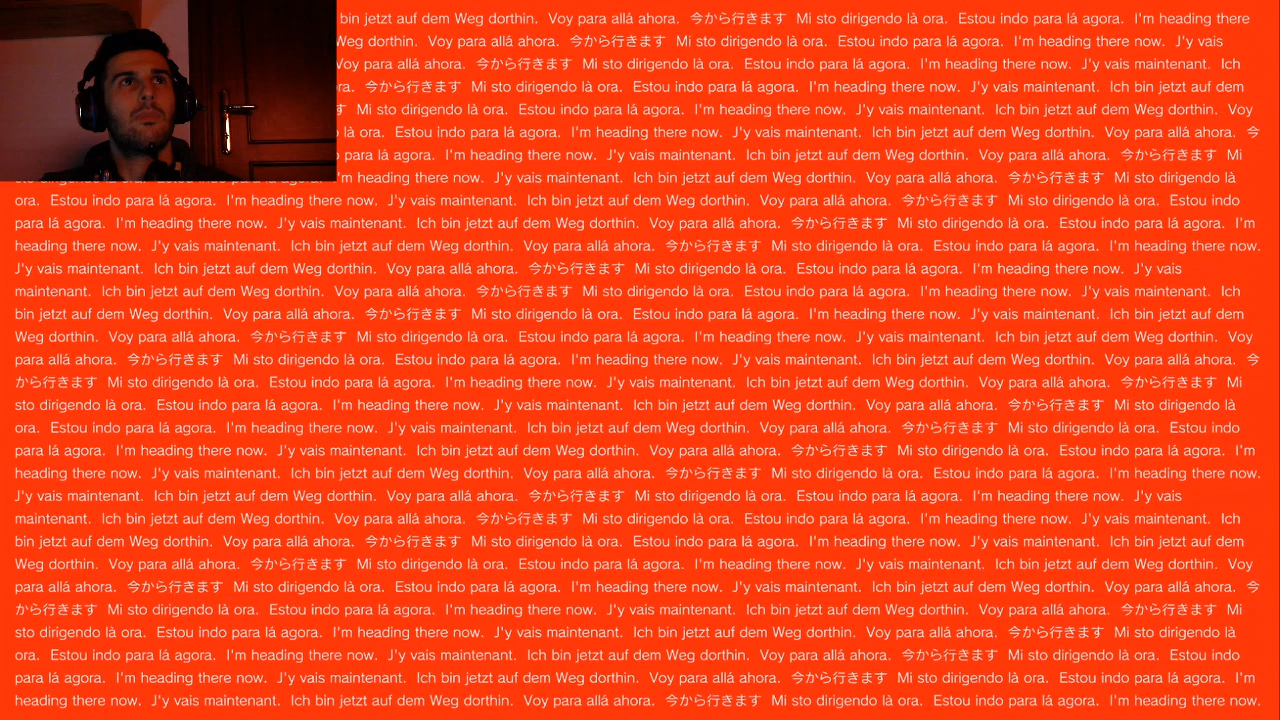 bin jetzt auf dem Weg dorthin. Voy para allá ahora. 今から行きます Mi sto dirigendo là ora. Estou indo para lá agora. I'm heading there
Weg dorthin. Voy para allá ahora. 今から行きます Mi sto dirigendo là ora. Estou indo para lá agora. I'm heading there now. J'y vais
Voy para allá ahora. 今から行きます Mi sto dirigendo là ora. Estou indo para lá agora. I'm heading there now. J'y vais maintenant. Ich
ra. 今から行きます Mi sto dirigendo là ora. Estou indo para lá agora. I'm heading there now. J'y vais maintenant. Ich bin jetzt auf dem
す Mi sto dirigendo là ora. Estou indo para lá agora. I'm heading there now. J'y vais maintenant. Ich bin jetzt auf dem Weg dorthin. Voy
là ora. Estou indo para lá agora. I'm heading there now. J'y vais maintenant. Ich bin jetzt auf dem Weg dorthin. Voy para allá ahora. 今
para lá agora. I'm heading there now. J'y vais maintenant. Ich bin jetzt auf dem Weg dorthin. Voy para allá ahora. 今から行きます Mi
I'm heading there now. J'y vais maintenant. Ich bin jetzt auf dem Weg dorthin. Voy para allá ahora. 今から行きます Mi sto dirigendo là
ora. Estou indo para lá agora. I'm heading there now. J'y vais maintenant. Ich bin jetzt auf dem Weg dorthin. Voy para allá ahora. 今から行きます Mi sto dirigendo là ora. Estou indo
para lá agora. I'm heading there now. J'y vais maintenant. Ich bin jetzt auf dem Weg dorthin. Voy para allá ahora. 今から行きます Mi sto dirigendo là ora. Estou indo para lá agora. I'm
heading there now. J'y vais maintenant. Ich bin jetzt auf dem Weg dorthin. Voy para allá ahora. 今から行きます Mi sto dirigendo là ora. Estou indo para lá agora. I'm heading there now.
J'y vais maintenant. Ich bin jetzt auf dem Weg dorthin. Voy para allá ahora. 今から行きます Mi sto dirigendo là ora. Estou indo para lá agora. I'm heading there now. J'y vais
maintenant. Ich bin jetzt auf dem Weg dorthin. Voy para allá ahora. 今から行きます Mi sto dirigendo là ora. Estou indo para lá agora. I'm heading there now. J'y vais maintenant. Ich
bin jetzt auf dem Weg dorthin. Voy para allá ahora. 今から行きます Mi sto dirigendo là ora. Estou indo para lá agora. I'm heading there now. J'y vais maintenant. Ich bin jetzt auf dem
Weg dorthin. Voy para allá ahora. 今から行きます Mi sto dirigendo là ora. Estou indo para lá agora. I'm heading there now. J'y vais maintenant. Ich bin jetzt auf dem Weg dorthin. Voy
para allá ahora. 今から行きます Mi sto dirigendo là ora. Estou indo para lá agora. I'm heading there now. J'y vais maintenant. Ich bin jetzt auf dem Weg dorthin. Voy para allá ahora. 今
から行きます Mi sto dirigendo là ora. Estou indo para lá agora. I'm heading there now. J'y vais maintenant. Ich bin jetzt auf dem Weg dorthin. Voy para allá ahora. 今から行きます Mi
sto dirigendo là ora. Estou indo para lá agora. I'm heading there now. J'y vais maintenant. Ich bin jetzt auf dem Weg dorthin. Voy para allá ahora. 今から行きます Mi sto dirigendo là
ora. Estou indo para lá agora. I'm heading there now. J'y vais maintenant. Ich bin jetzt auf dem Weg dorthin. Voy para allá ahora. 今から行きます Mi sto dirigendo là ora. Estou indo
para lá agora. I'm heading there now. J'y vais maintenant. Ich bin jetzt auf dem Weg dorthin. Voy para allá ahora. 今から行きます Mi sto dirigendo là ora. Estou indo para lá agora. I'm
heading there now. J'y vais maintenant. Ich bin jetzt auf dem Weg dorthin. Voy para allá ahora. 今から行きます Mi sto dirigendo là ora. Estou indo para lá agora. I'm heading there now.
J'y vais maintenant. Ich bin jetzt auf dem Weg dorthin. Voy para allá ahora. 今から行きます Mi sto dirigendo là ora. Estou indo para lá agora. I'm heading there now. J'y vais
maintenant. Ich bin jetzt auf dem Weg dorthin. Voy para allá ahora. 今から行きます Mi sto dirigendo là ora. Estou indo para lá agora. I'm heading there now. J'y vais maintenant. Ich
bin jetzt auf dem Weg dorthin. Voy para allá ahora. 今から行きます Mi sto dirigendo là ora. Estou indo para lá agora. I'm heading there now. J'y vais maintenant. Ich bin jetzt auf dem
Weg dorthin. Voy para allá ahora. 今から行きます Mi sto dirigendo là ora. Estou indo para lá agora. I'm heading there now. J'y vais maintenant. Ich bin jetzt auf dem Weg dorthin. Voy
para allá ahora. 今から行きます Mi sto dirigendo là ora. Estou indo para lá agora. I'm heading there now. J'y vais maintenant. Ich bin jetzt auf dem Weg dorthin. Voy para allá ahora. 今
から行きます Mi sto dirigendo là ora. Estou indo para lá agora. I'm heading there now. J'y vais maintenant. Ich bin jetzt auf dem Weg dorthin. Voy para allá ahora. 今から行きます Mi
sto dirigendo là ora. Estou indo para lá agora. I'm heading there now. J'y vais maintenant. Ich bin jetzt auf dem Weg dorthin. Voy para allá ahora. 今から行きます Mi sto dirigendo là
ora. Estou indo para lá agora. I'm heading there now. J'y vais maintenant. Ich bin jetzt auf dem Weg dorthin. Voy para allá ahora. 今から行きます Mi sto dirigendo là ora. Estou indo
para lá agora. I'm heading there now. J'y vais maintenant. Ich bin jetzt auf dem Weg dorthin. Voy para allá ahora. 今から行きます Mi sto dirigendo là ora. Estou indo para lá agora. I'm
heading there now. J'y vais maintenant. Ich bin jetzt auf dem Weg dorthin. Voy para allá ahora. 今から行きます Mi sto dirigendo là ora. Estou indo para lá agora. I'm heading there now.